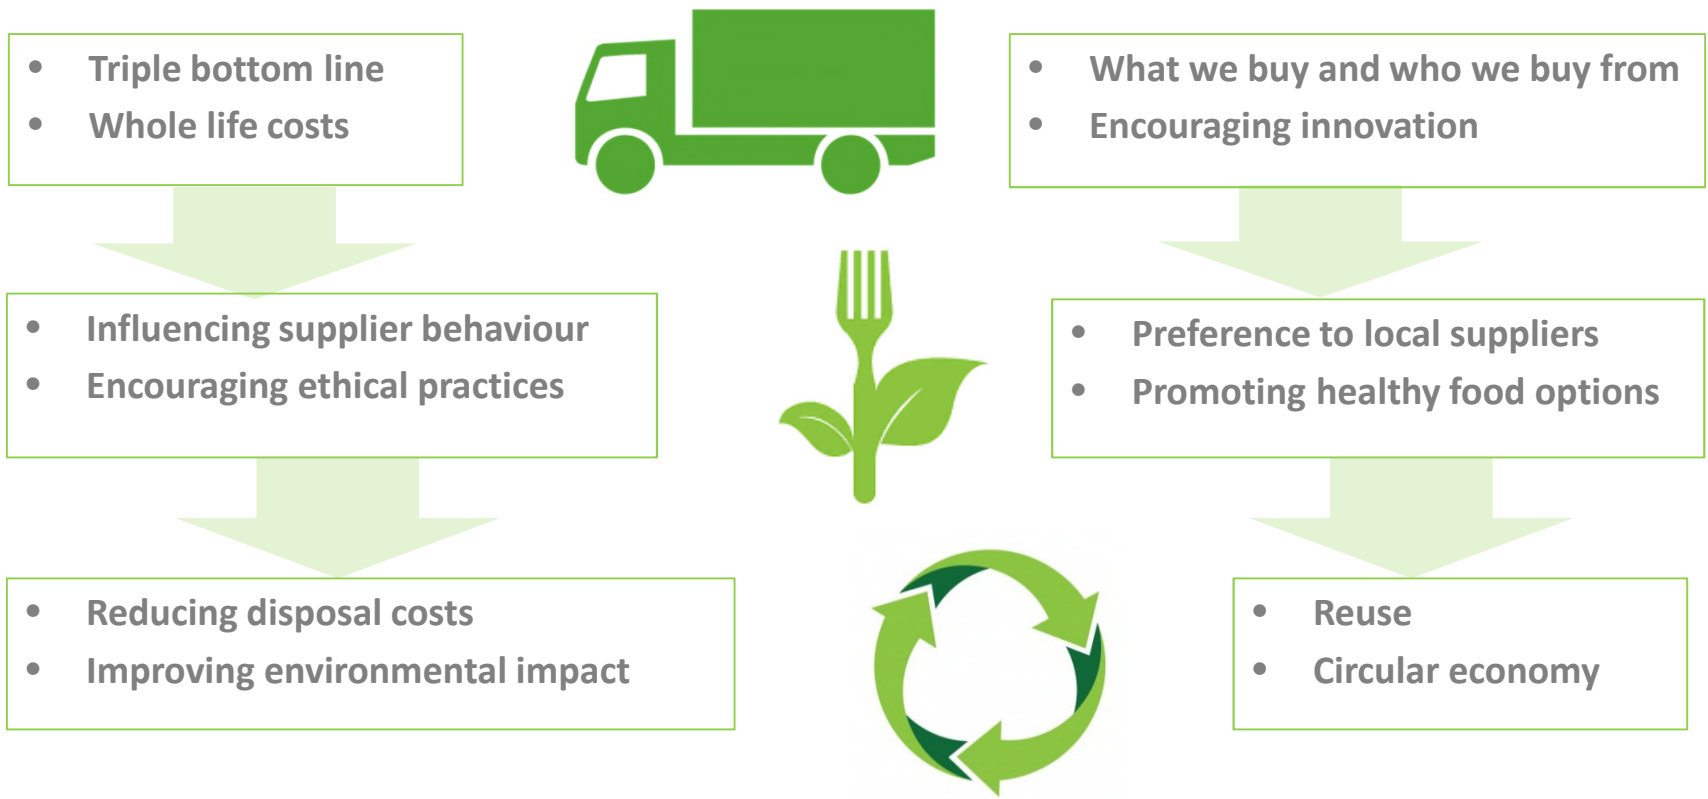 • Triple bottom line
• Whole life costs
• Influencing supplier behaviour
• Encouraging ethical practices
• Reducing disposal costs
• Improving environmental impact
• What we buy and who we buy from
• Encouraging innovation
• Preference to local suppliers
• Promoting healthy food options
• Reuse
• Circular economy